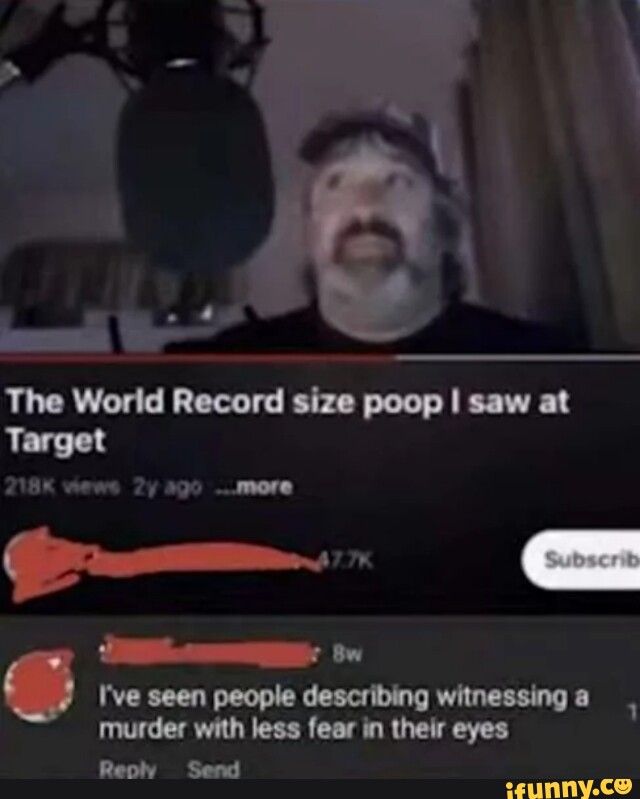 The World Record size poop I saw at
Target
218K views 2y ago ...more
47.7K
Subscrib
8w
I've seen people describing witnessing a
murder with less fear in their eyes
1
Reply Send
ifunny.co